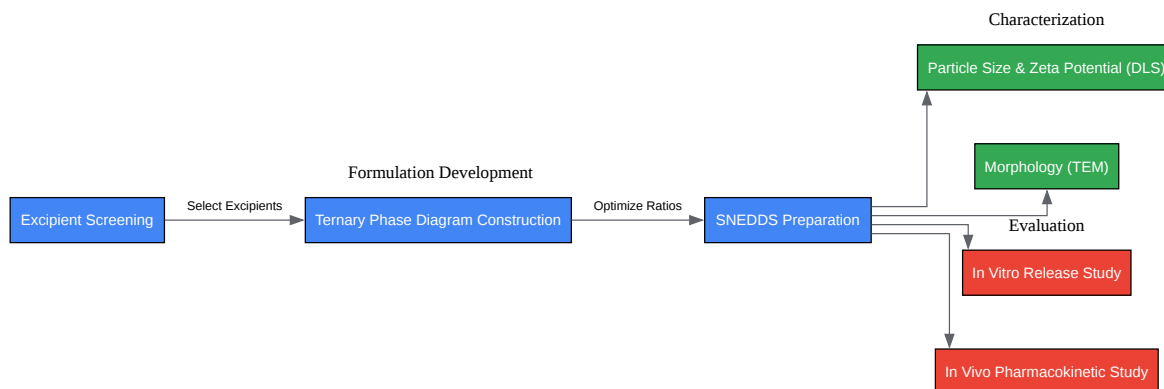 Characterization
Particle Size & Zeta Potential (DLS)
Morphology (TEM)
Formulation Development
Excipient Screening
Select Excipients
Ternary Phase Diagram Construction
Optimize Ratios
SNEDDS Preparation
Evaluation
In Vitro Release Study
In Vivo Pharmacokinetic Study